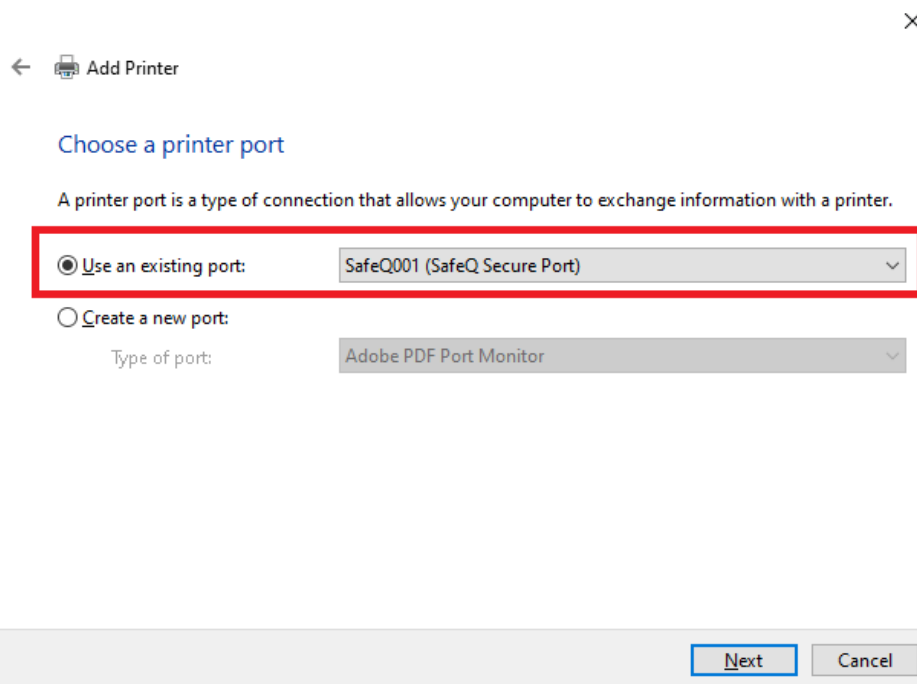 Add Printer
Choose a printer port
A printer port is a type of connection that allows your computer to exchange information with a printer.
Use an existing port: SafeQ001 (SafeQ Secure Port)
Create a new port:
Type of port: Adobe PDF Port Monitor
Next Cancel